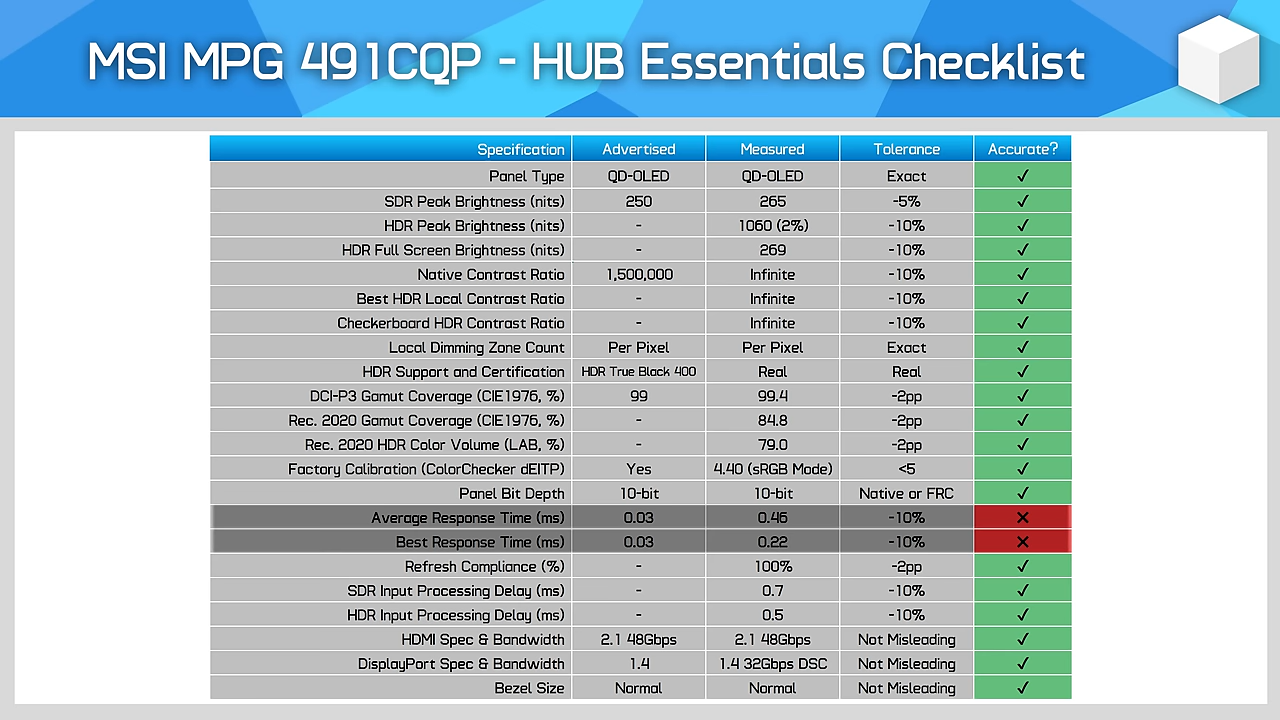 MSI MPG 491CQP - HUB Essentials Checklist
Specification Advertised Measured Tolerance Accurate?
Panel Type QD-OLED QD-OLED Exact ✓
SDR Peak Brightness (nits) 250 265 -5% ✓
HDR Peak Brightness (nits) - 1060 (2%) -10% ✓
HDR Full Screen Brightness (nits) - 269 -10% ✓
Native Contrast Ratio 1,500,000 Infinite -10% ✓
Best HDR Local Contrast Ratio - Infinite -10% ✓
Checkerboard HDR Contrast Ratio - Infinite -10% ✓
Local Dimming Zone Count Per Pixel Per Pixel Exact ✓
HDR Support and Certification HDR True Black 400 Real Real ✓
DCI-P3 Gamut Coverage (CIE1976, %) 99 99.4 -2pp ✓
Rec. 2020 Gamut Coverage (CIE1976, %) - 84.8 -2pp ✓
Rec. 2020 HDR Color Volume (LAB, %) - 79.0 -2pp ✓
Factory Calibration (ColorChecker dEITP) Yes 4.40 (sRGB Mode) <5 ✓
Panel Bit Depth 10-bit 10-bit Native or FRC ✓
Average Response Time (ms) 0.03 0.46 -10% ✕
Best Response Time (ms) 0.03 0.22 -10% ✕
Refresh Compliance (%) - 100% -2pp ✓
SDR Input Processing Delay (ms) - 0.7 -10% ✓
HDR Input Processing Delay (ms) - 0.5 -10% ✓
HDMI Spec & Bandwidth 2.1 48Gbps 2.1 48Gbps Not Misleading ✓
DisplayPort Spec & Bandwidth 1.4 1.4 32Gbps DSC Not Misleading ✓
Bezel Size Normal Normal Not Misleading ✓